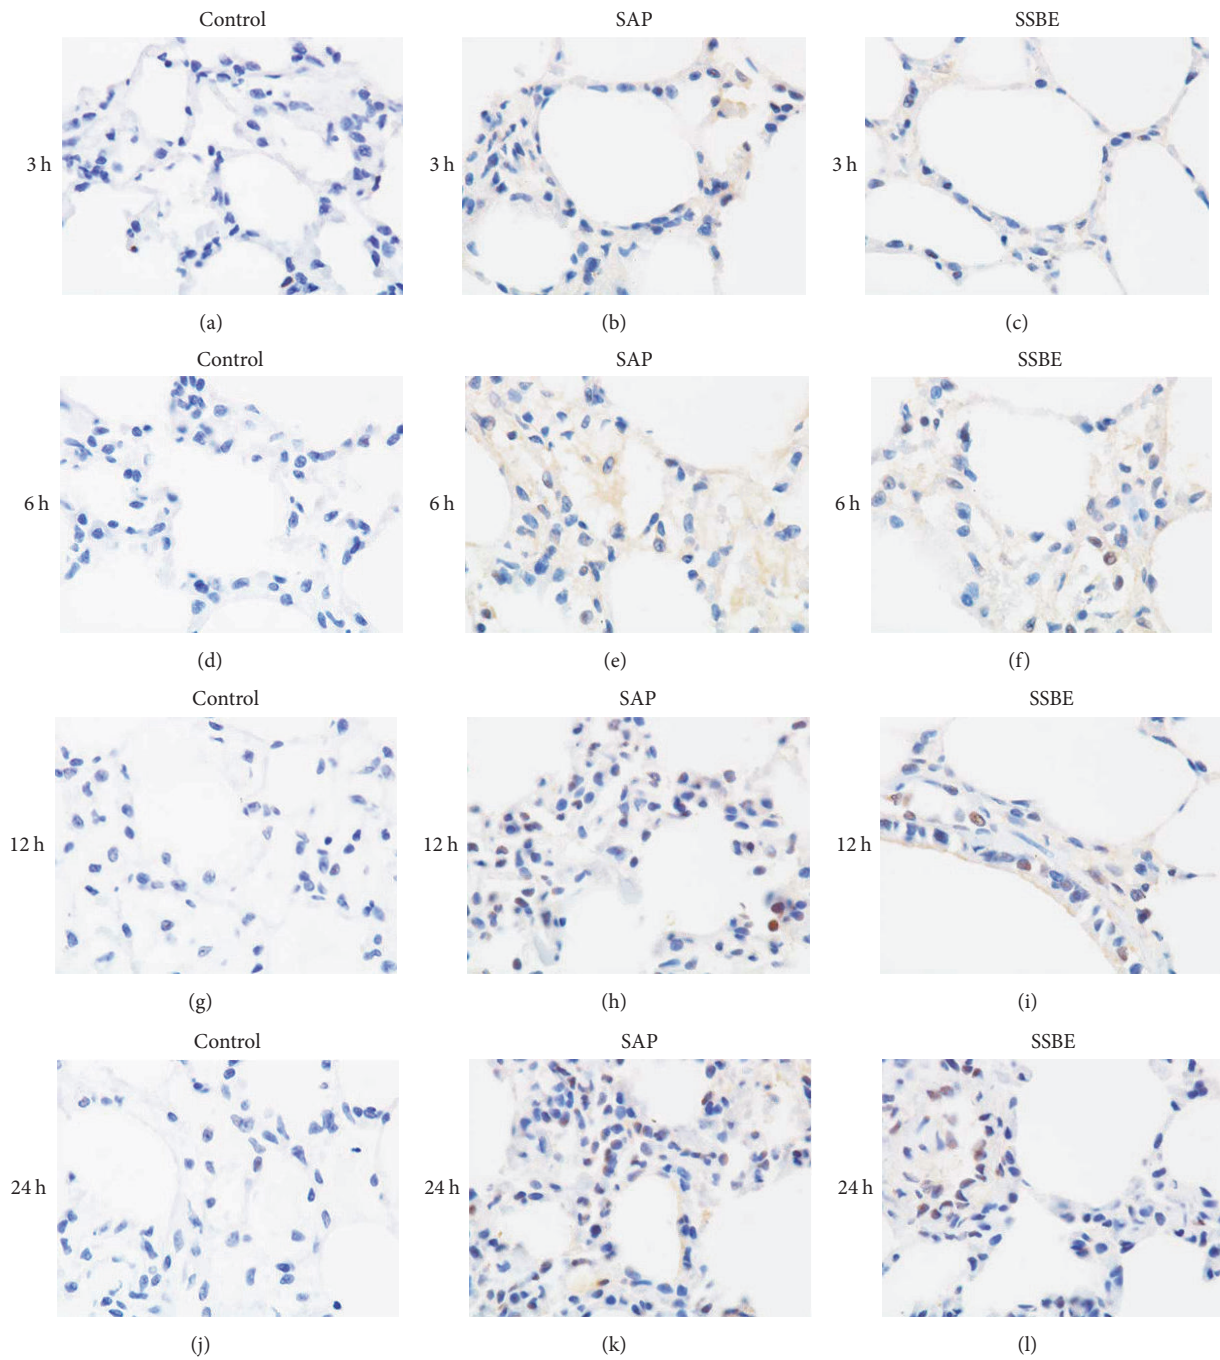 Control SAP SSBE
3 h 3 h 3 h
(a) (b) (c)
Control SAP SSBE
6 h 6 h 6 h
(d) (e) (f)
Control SAP SSBE
12 h 12 h 12 h
(g) (h) (i)
Control SAP SSBE
24 h 24 h 24 h
(j) (k) (l)